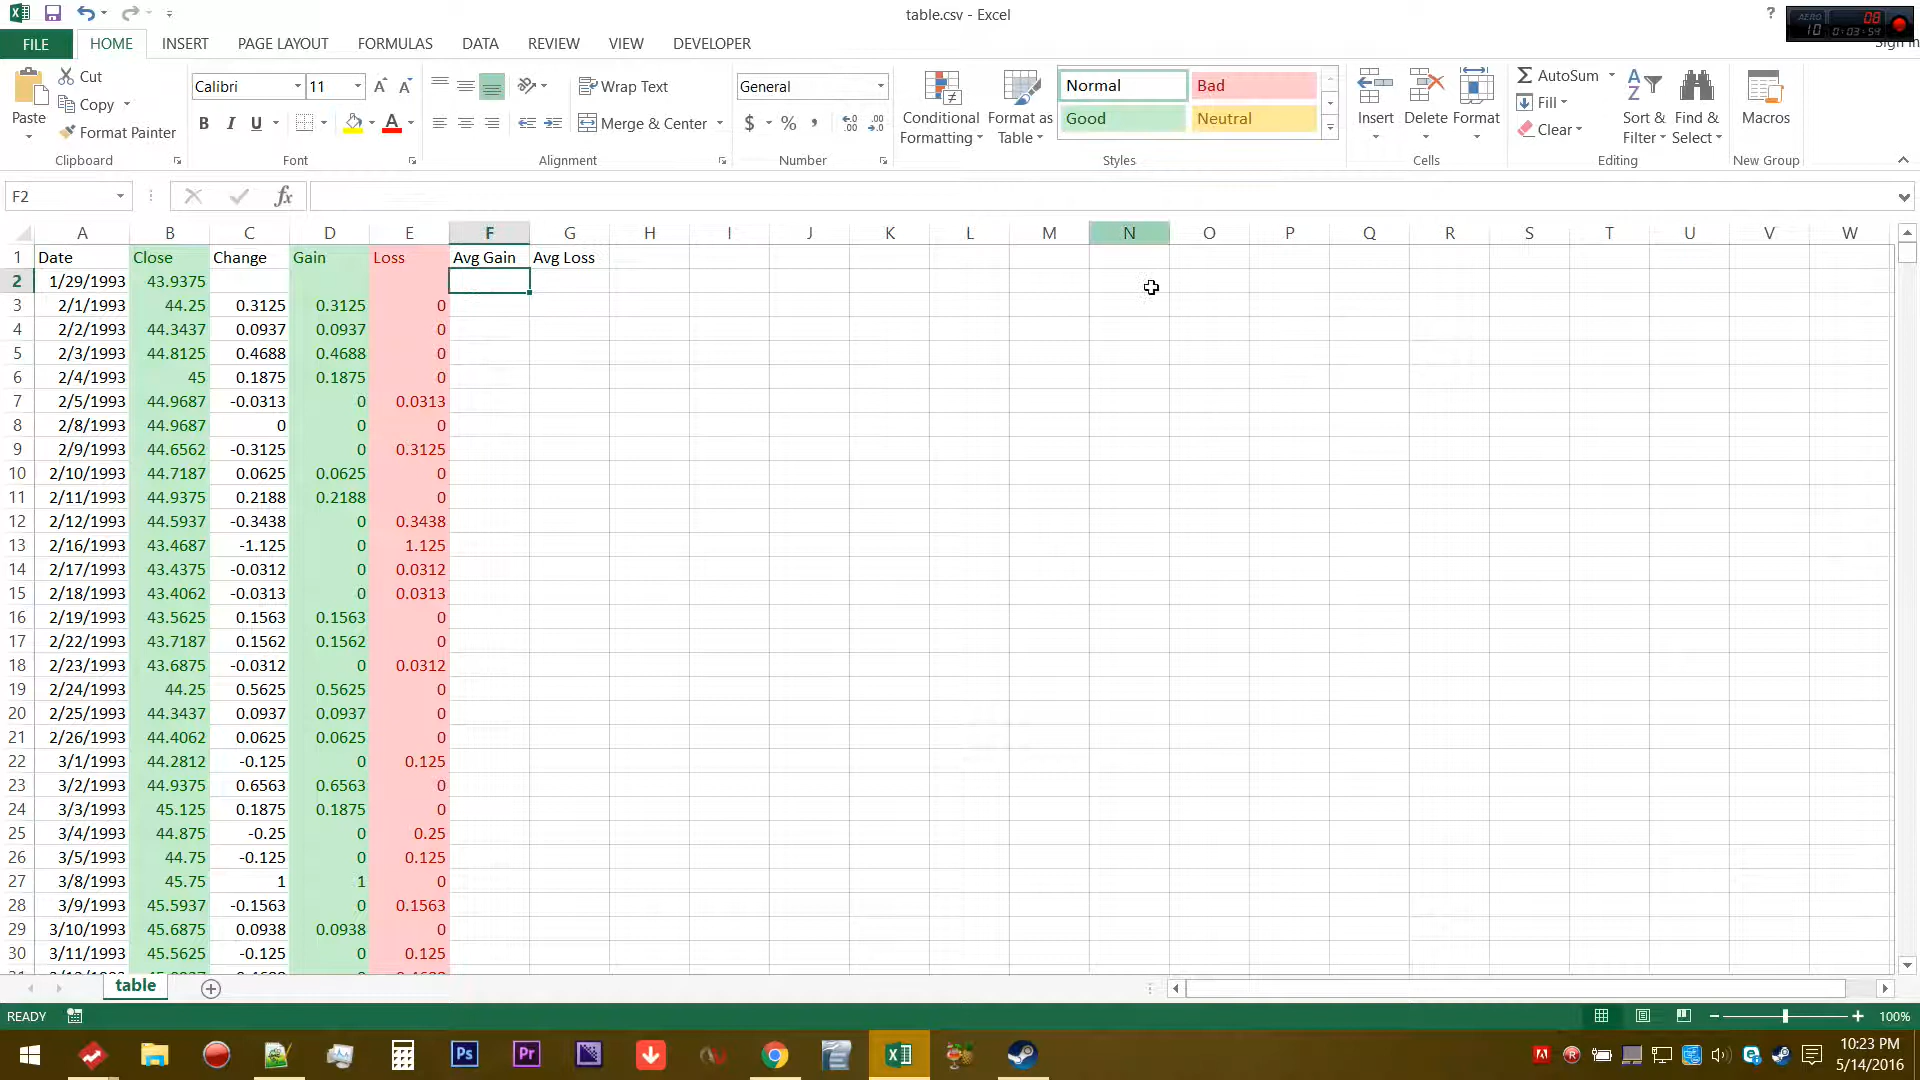 table.csv - Excel
?
AERO 10 08 0:03:59
Sign in
FILE HOME INSERT PAGE LAYOUT FORMULAS DATA REVIEW VIEW DEVELOPER
Paste
Cut
Copy
Format Painter
Clipboard
Calibri 11
B I U
Font
Wrap Text
Merge & Center
Alignment
General
$ % ,
Number
Conditional Formatting
Format as Table
Normal Bad
Good Neutral
Styles
Insert Delete Format
Cells
AutoSum
Fill
Clear
Sort & Filter
Find & Select
Editing
Macros
New Group
F2 fx
A B C D E F G H I J K L M N O P Q R S T U V W
1 Date Close Change Gain Loss Avg Gain Avg Loss
2 1/29/1993 43.9375
3 2/1/1993 44.25 0.3125 0.3125 0
4 2/2/1993 44.3437 0.0937 0.0937 0
5 2/3/1993 44.8125 0.4688 0.4688 0
6 2/4/1993 45 0.1875 0.1875 0
7 2/5/1993 44.9687 -0.0313 0 0.0313
8 2/8/1993 44.9687 0 0 0
9 2/9/1993 44.6562 -0.3125 0 0.3125
10 2/10/1993 44.7187 0.0625 0.0625 0
11 2/11/1993 44.9375 0.2188 0.2188 0
12 2/12/1993 44.5937 -0.3438 0 0.3438
13 2/16/1993 43.4687 -1.125 0 1.125
14 2/17/1993 43.4375 -0.0312 0 0.0312
15 2/18/1993 43.4062 -0.0313 0 0.0313
16 2/19/1993 43.5625 0.1563 0.1563 0
17 2/22/1993 43.7187 0.1562 0.1562 0
18 2/23/1993 43.6875 -0.0312 0 0.0312
19 2/24/1993 44.25 0.5625 0.5625 0
20 2/25/1993 44.3437 0.0937 0.0937 0
21 2/26/1993 44.4062 0.0625 0.0625 0
22 3/1/1993 44.2812 -0.125 0 0.125
23 3/2/1993 44.9375 0.6563 0.6563 0
24 3/3/1993 45.125 0.1875 0.1875 0
25 3/4/1993 44.875 -0.25 0 0.25
26 3/5/1993 44.75 -0.125 0 0.125
27 3/8/1993 45.75 1 1 0
28 3/9/1993 45.5937 -0.1563 0 0.1563
29 3/10/1993 45.6875 0.0938 0.0938 0
30 3/11/1993 45.5625 -0.125 0 0.125
table
READY
100%
Ps Pr
10:23 PM
5/14/2016